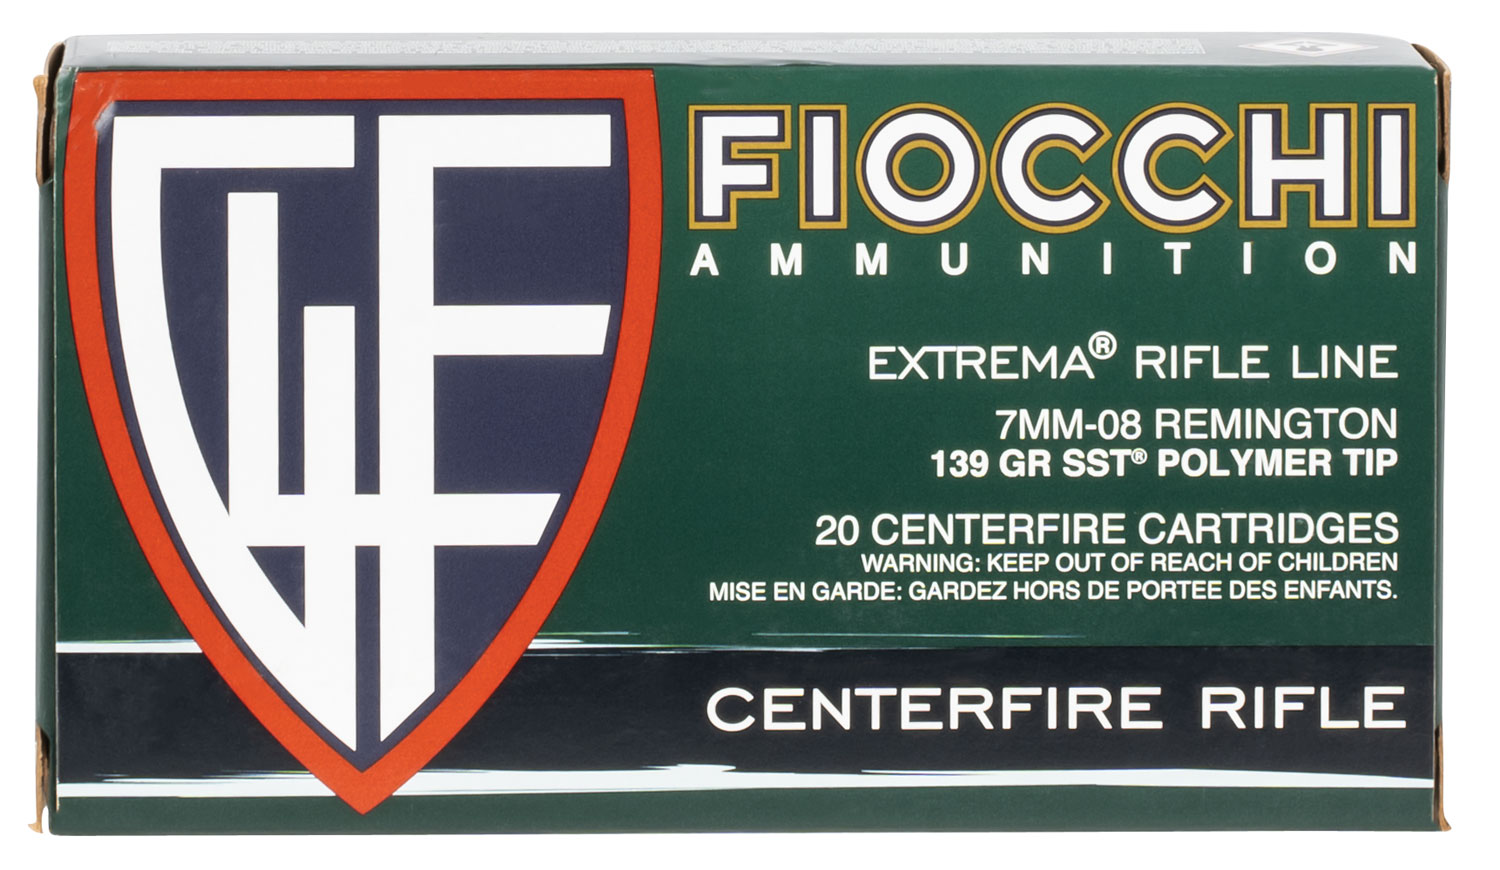 FIOCCHI
AMMUNITION
EXTREMA® RIFLE LINE
7MM-08 REMINGTON
139 GR SST® POLYMER TIP
20 CENTERFIRE CARTRIDGES
WARNING: KEEP OUT OF REACH OF CHILDREN
MISE EN GARDE: GARDEZ HORS DE PORTEE DES ENFANTS.
CENTERFIRE RIFLE